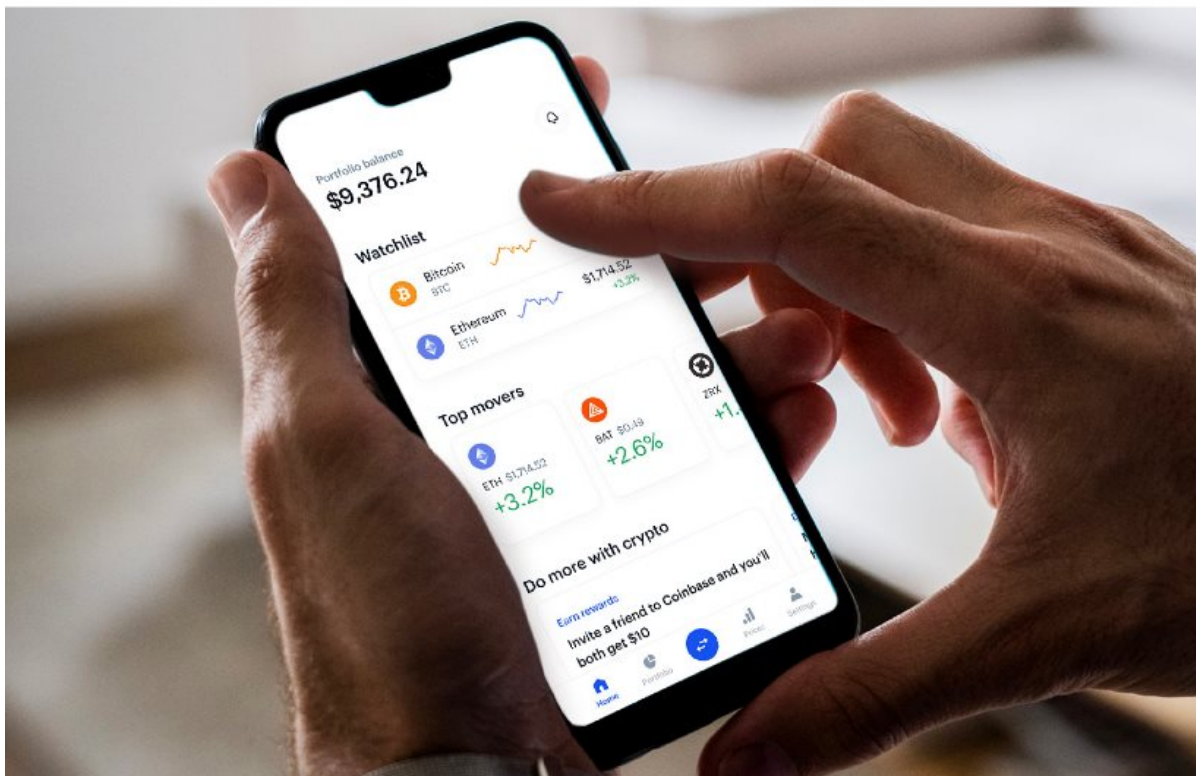 Portfolio balance
$9,376.24
Watchlist
Bitcoin
BTC
Ethereum
ETH
$1,714.52
+3.2%
Top movers
ETH $1,714.52
+3.2%
BAT $0.49
+2.6%
ZRX
+1.
Do more with crypto
Earn rewards
Invite a friend to Coinbase and you'll
both get $10
Home
Portfolio
Prices
Settings